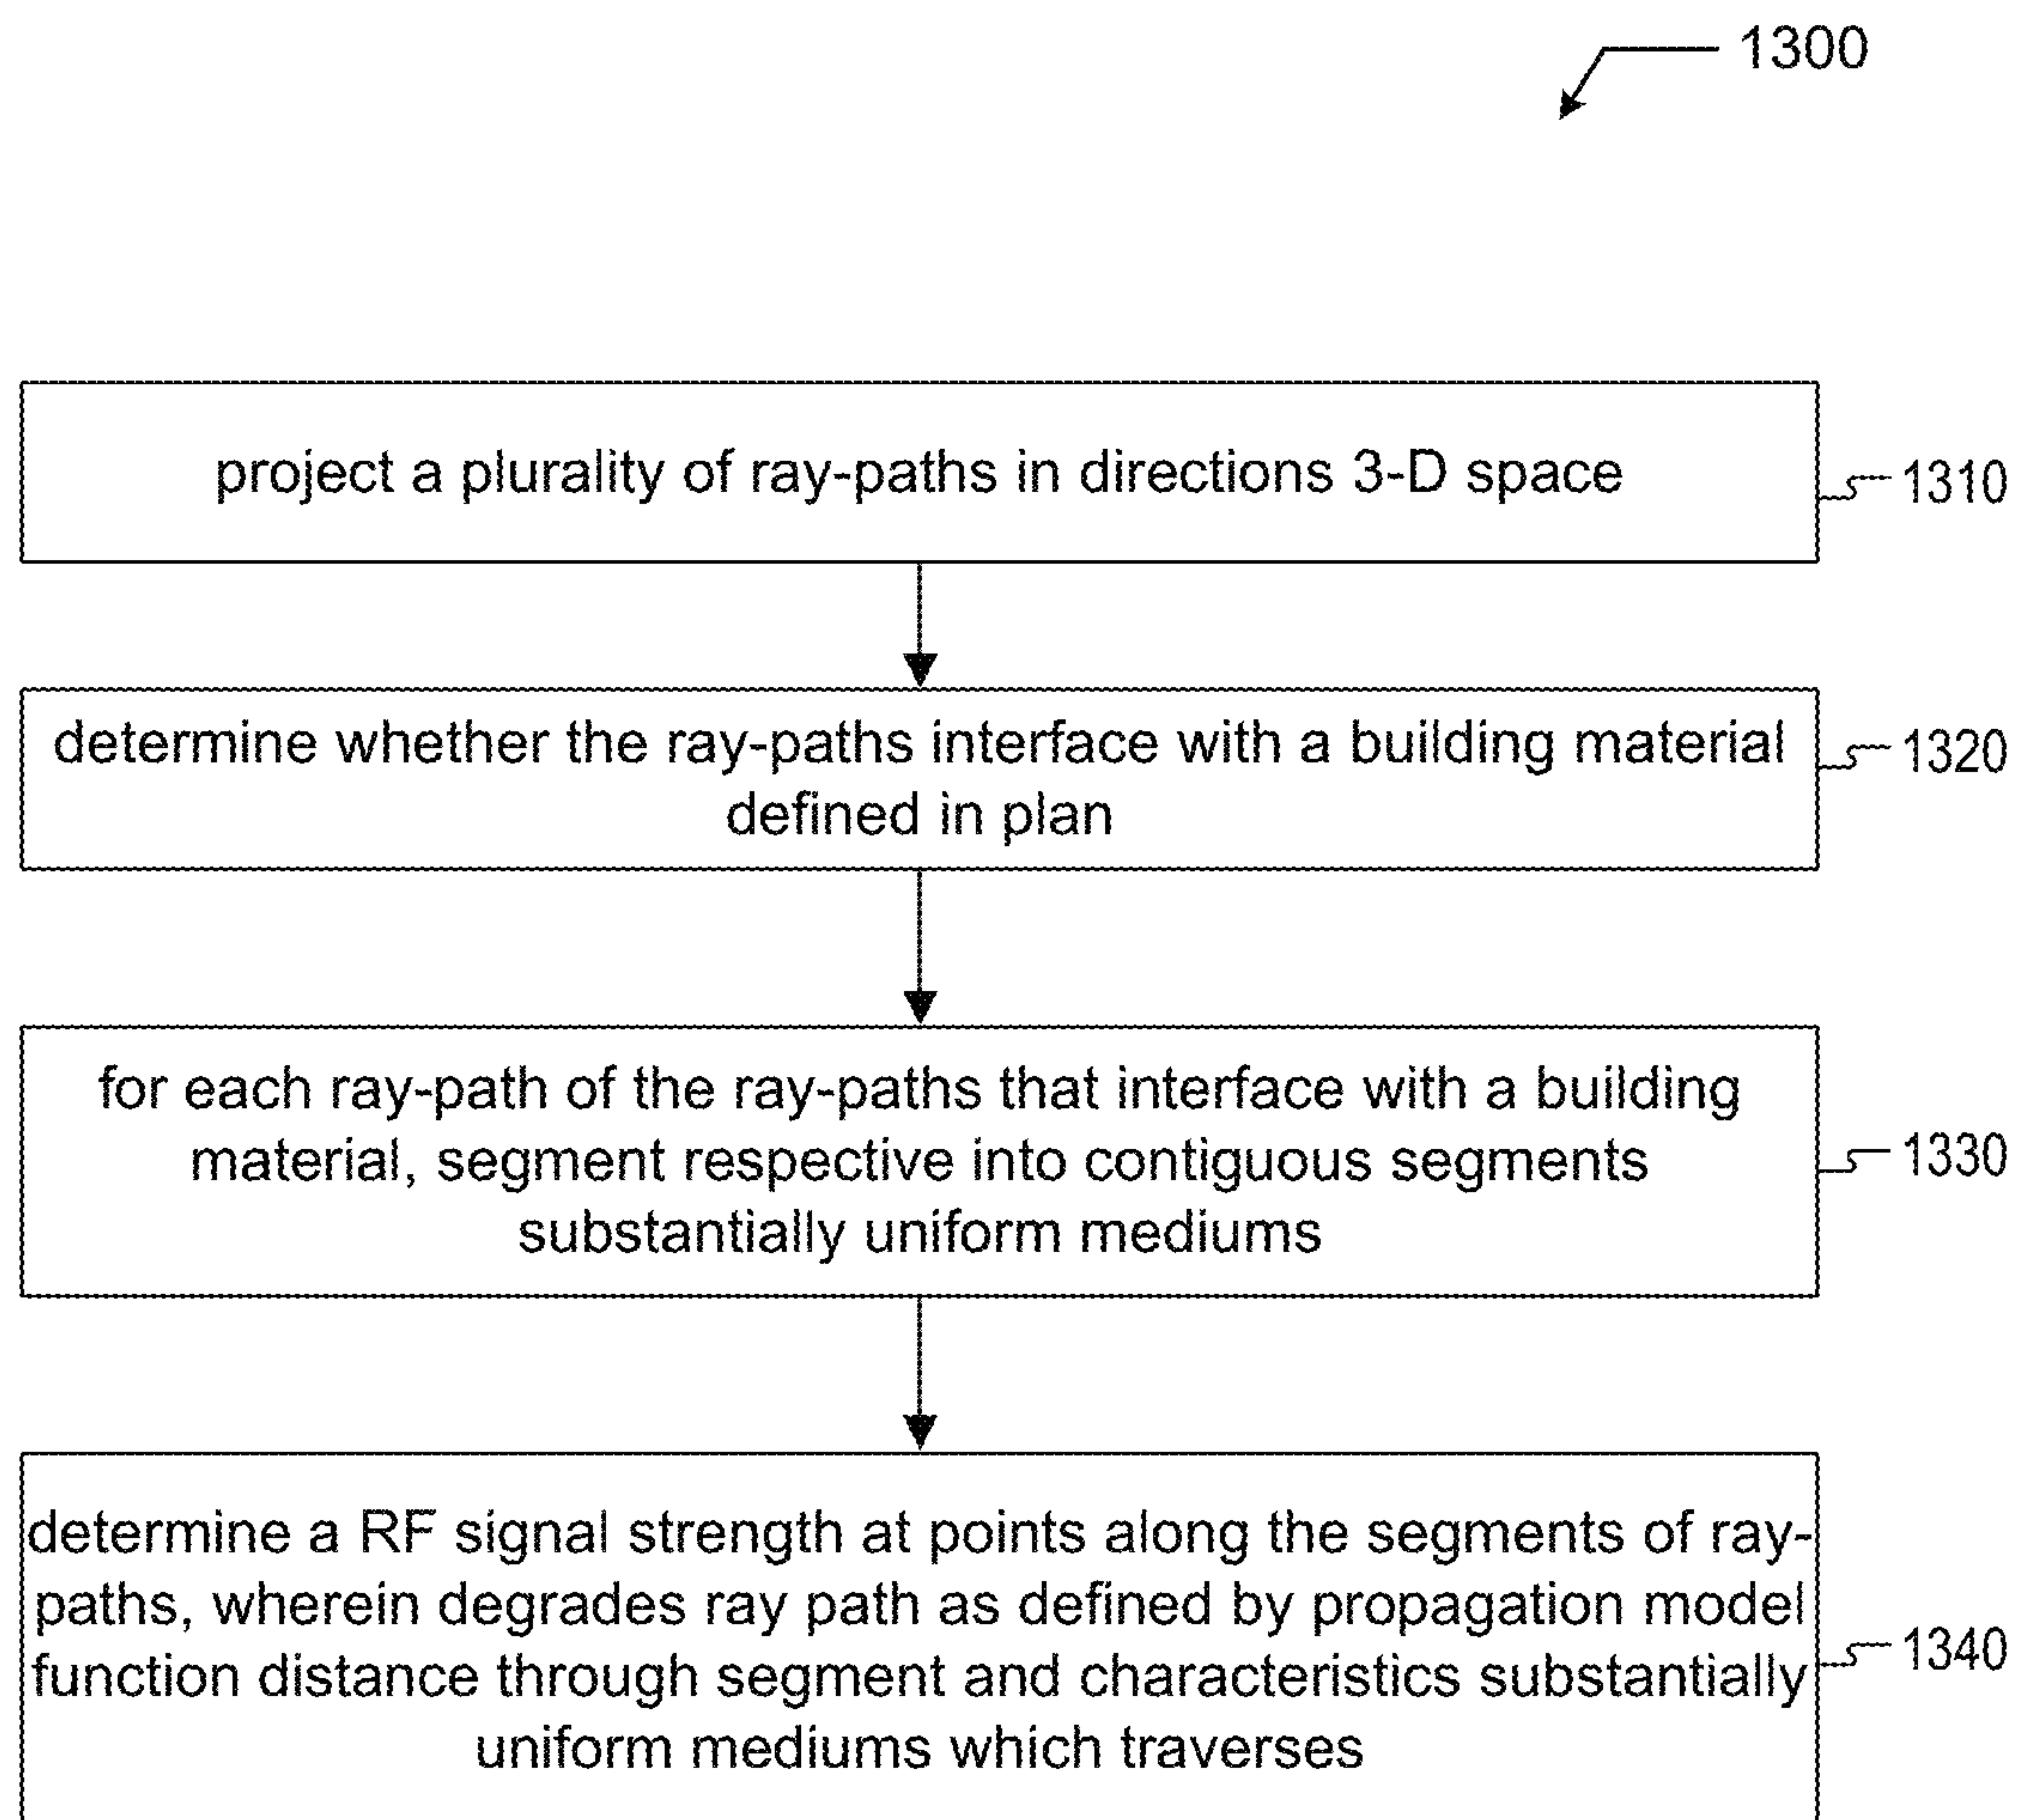 1300
project a plurality of ray-paths in directions 3-D space
1310
determine whether the ray-paths interface with a building material
defined in plan
1320
for each ray-path of the ray-paths that interface with a building
material, segment respective into contiguous segments
substantially uniform mediums
1330
determine a RF signal strength at points along the segments of ray-
paths, wherein degrades ray path as defined by propagation model
function distance through segment and characteristics substantially
uniform mediums which traverses
1340